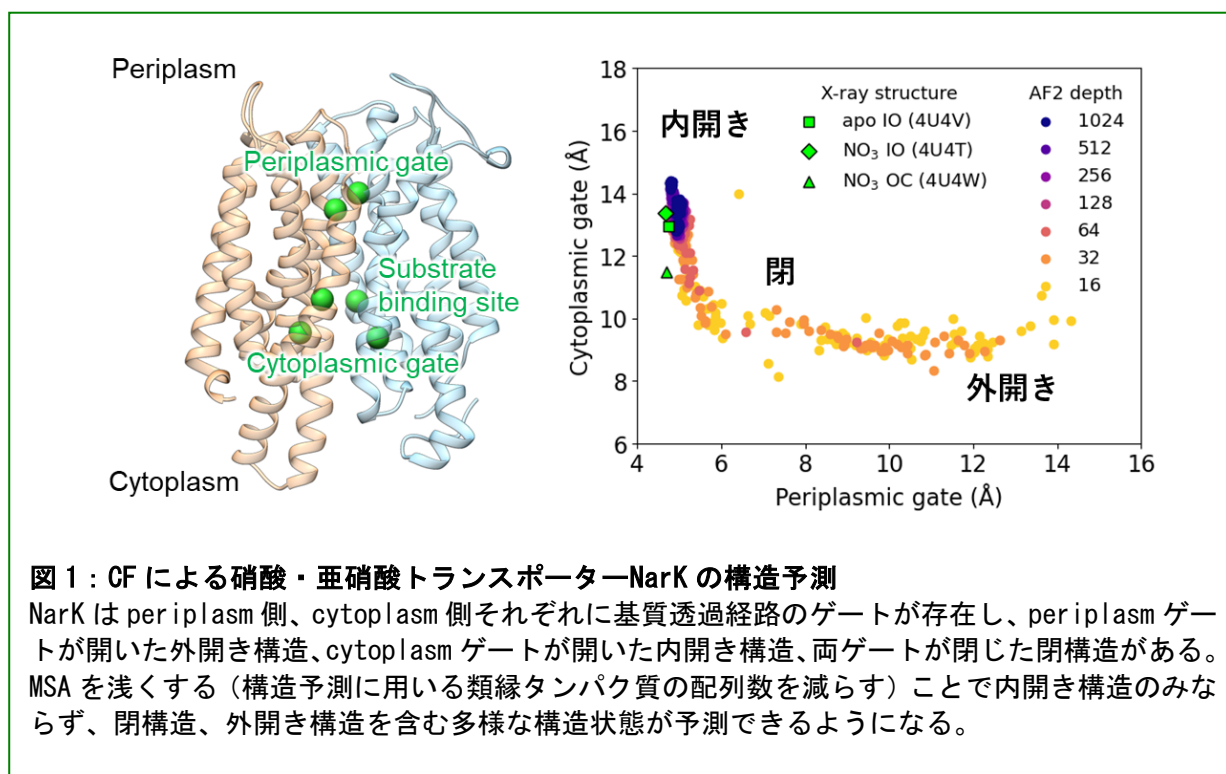 Periplasm
Periplasmic gate
Substrate
binding site
Cytoplasmic gate
Cytoplasm
18
16
14
12
10
8
6
Cytoplasmic gate (Å)
4
6
8
10
12
14
16
Periplasmic gate (Å)
内開き
閉
外開き
X-ray structure
apo IO (4U4V)
NO₃ IO (4U4T)
NO₃ OC (4U4W)
AF2 depth
1024
512
256
128
64
32
16
図 1：CF による硝酸・亜硝酸トランスポーターNarK の構造予測
NarK は periplasm 側、cytoplasm 側それぞれに基質透過経路のゲートが存在し、periplasm ゲー
トが開いた外開き構造、cytoplasm ゲートが開いた内開き構造、両ゲートが閉じた閉構造がある。
MSA を浅くする（構造予測に用いる類縁タンパク質の配列数を減らす）ことで内開き構造のみな
らず、閉構造、外開き構造を含む多様な構造状態が予測できるようになる。